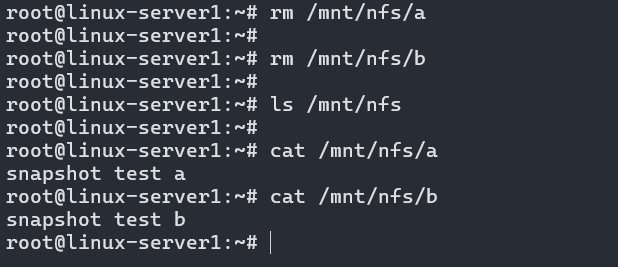 root@linux-server1:~# rm /mnt/nfs/a
root@linux-server1:~#
root@linux-server1:~# rm /mnt/nfs/b
root@linux-server1:~#
root@linux-server1:~# ls /mnt/nfs
root@linux-server1:~#
root@linux-server1:~# cat /mnt/nfs/a
snapshot test a
root@linux-server1:~# cat /mnt/nfs/b
snapshot test b
root@linux-server1:~#